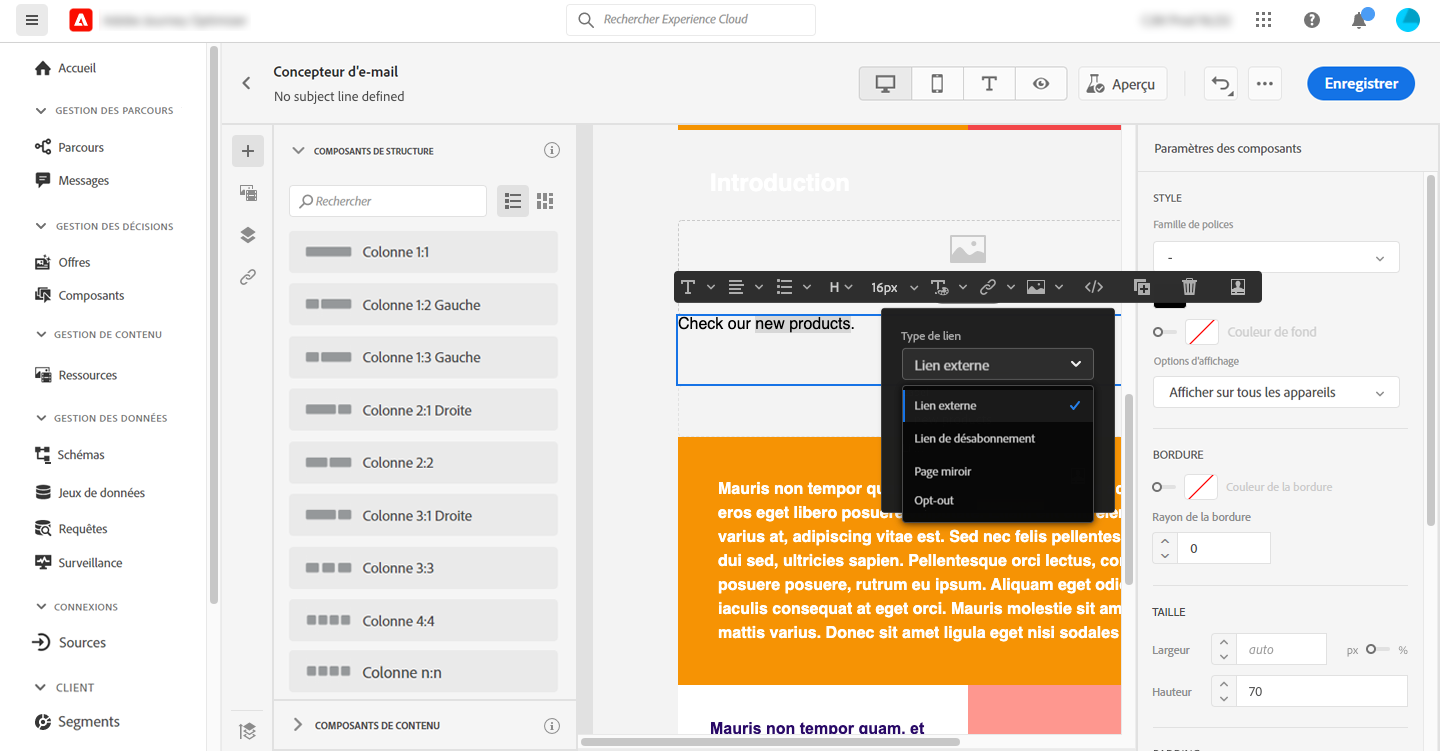 Rechercher Experience Cloud
Accueil
GESTION DES PARCOURS
Parcours
Messages
GESTION DES DÉCISIONS
Offres
Composants
GESTION DE CONTENU
Ressources
GESTION DES DONNÉES
Schémas
Jeux de données
Requêtes
Surveillance
CONNEXIONS
Sources
CLIENT
Segments
Concepteur d'e-mail
No subject line defined
Aperçu
Enregistrer
COMPOSANTS DE STRUCTURE
Rechercher
Colonne 1:1
Colonne 1:2 Gauche
Colonne 1:3 Gauche
Colonne 2:1 Droite
Colonne 2:2
Colonne 3:1 Droite
Colonne 3:3
Colonne 4:4
Colonne n:n
COMPOSANTS DE CONTENU
Introduction
H
16px
Check our new products.
Type de lien
Lien externe
Lien externe
Lien de désabonnement
Page miroir
Opt-out
Mauris non tempor qu
eros eget libero posuere
varius at, adipiscing vitae est. Sed nec felis pellentes
dui sed, ultricies sapien. Pellentesque orci lectus, co
posuere posuere, rutrum eu ipsum. Aliquam eget odi
iaculis consequat at eget orci. Mauris molestie sit am
mattis varius. Donec sit amet ligula eget nisi sodales
Mauris non tempor quam, et
Paramètres des composants
STYLE
Famille de polices
-
Couleur de fond
Options d'affichage
Afficher sur tous les appareils
BORDURE
Couleur de la bordure
Rayon de la bordure
0
TAILLE
Largeur
auto
px
%
Hauteur
70